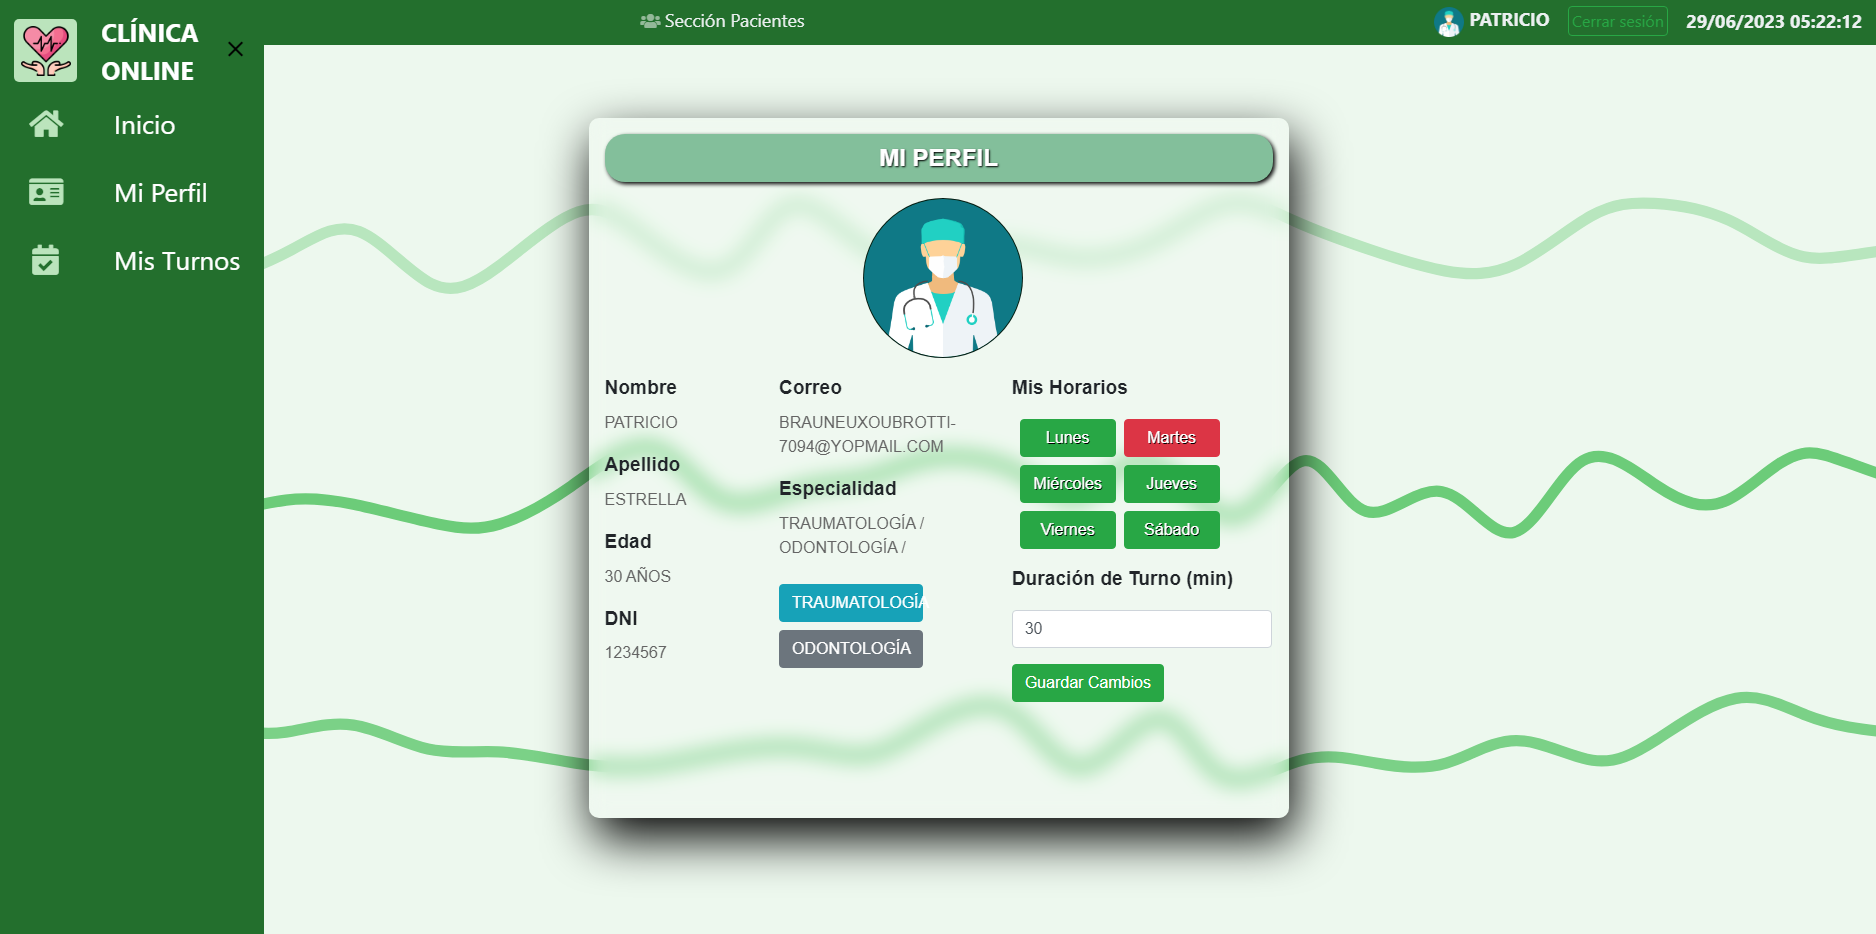 CLÍNICA
ONLINE
Inicio
Mi Perfil
Mis Turnos
Sección Pacientes
PATRICIO
Cerrar sesión
29/06/2023 05:22:12
MI PERFIL
Nombre
PATRICIO
Apellido
ESTRELLA
Edad
30 AÑOS
DNI
1234567
Correo
BRAUNEUXOUBROTTI-
7094@YOPMAIL.COM
Especialidad
TRAUMATOLOGÍA /
ODONTOLOGÍA /
TRAUMATOLOGÍA
ODONTOLOGÍA
Mis Horarios
Lunes Martes
Miércoles Jueves
Viernes Sábado
Duración de Turno (min)
30
Guardar Cambios